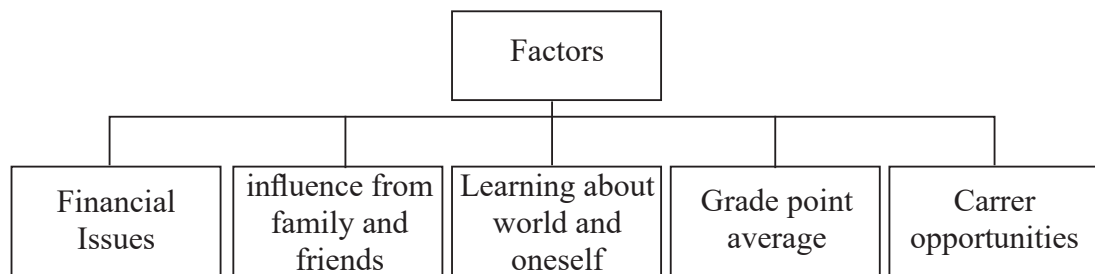 Factors
Financial
Issues
influence from
family and
friends
Learning about
world and
oneself
Grade point
average
Carrer
opportunities